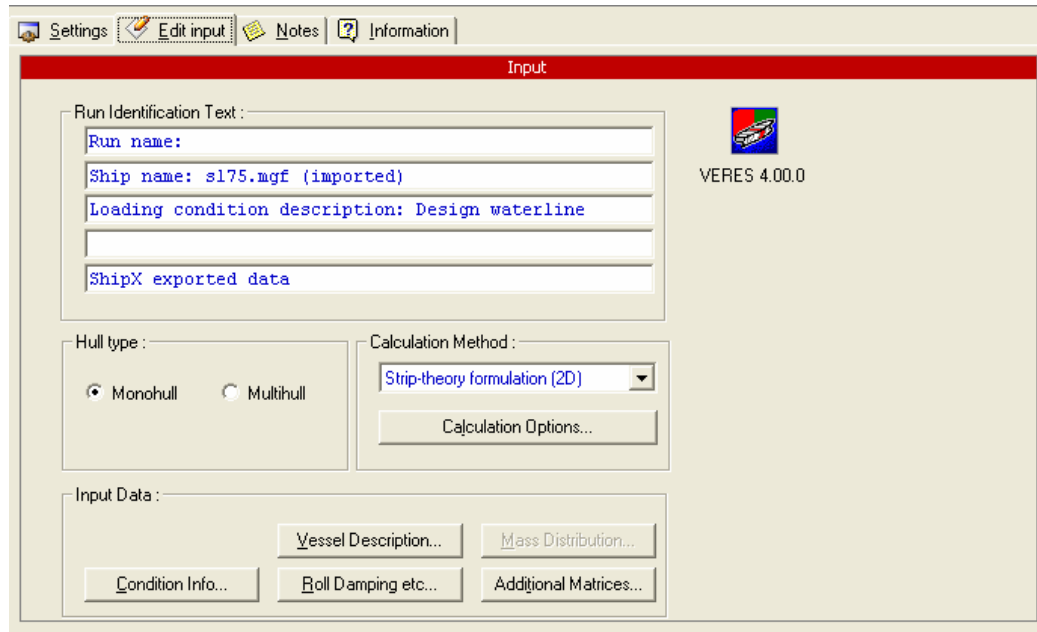 Settings Edit input Notes Information
Input
Run Identification Text :
Run name:
Ship name: s175.mgf (imported)
Loading condition description: Design waterline
ShipX exported data
VERES 4.00.0
Hull type :
Monohull Multihull
Calculation Method :
Strip-theory formulation (2D)
Calculation Options...
Input Data :
Vessel Description... Mass Distribution...
Condition Info... Roll Damping etc... Additional Matrices...